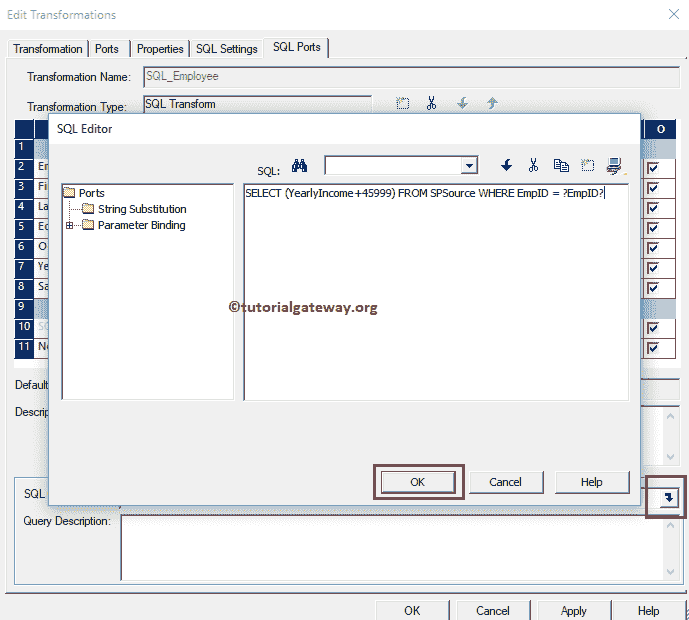 Edit Transformations
Transformation Ports Properties SQL Settings SQL Ports
Transformation Name: SQL_Employee
Transformation Type: SQL Transform
SQL Editor
O
SQL:
1
2 En
3 Fi
4 La
5 Ed
6 O
7 Ye
8 Sa
9
10 SQ
11 Ne
Ports
String Substitution
Parameter Binding
SELECT (YearlyIncome+45999) FROM SPSource WHERE EmpID = ?EmpID?
©tutorialgateway.org
Default
Descrip
OK Cancel Help
SQL
Query Description:
OK Cancel Apply Help